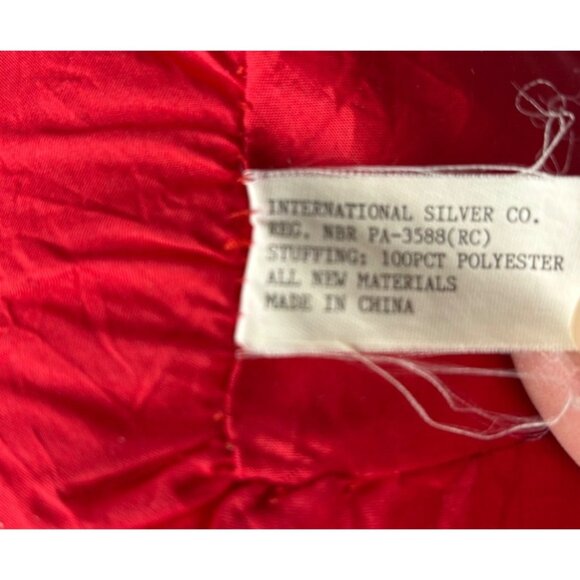 INTERNATIONAL SILVER CO.
REG. NBR PA-3588(RC)
STUFFING: 100PCT POLYESTER
ALL NEW MATERIALS
MADE IN CHINA